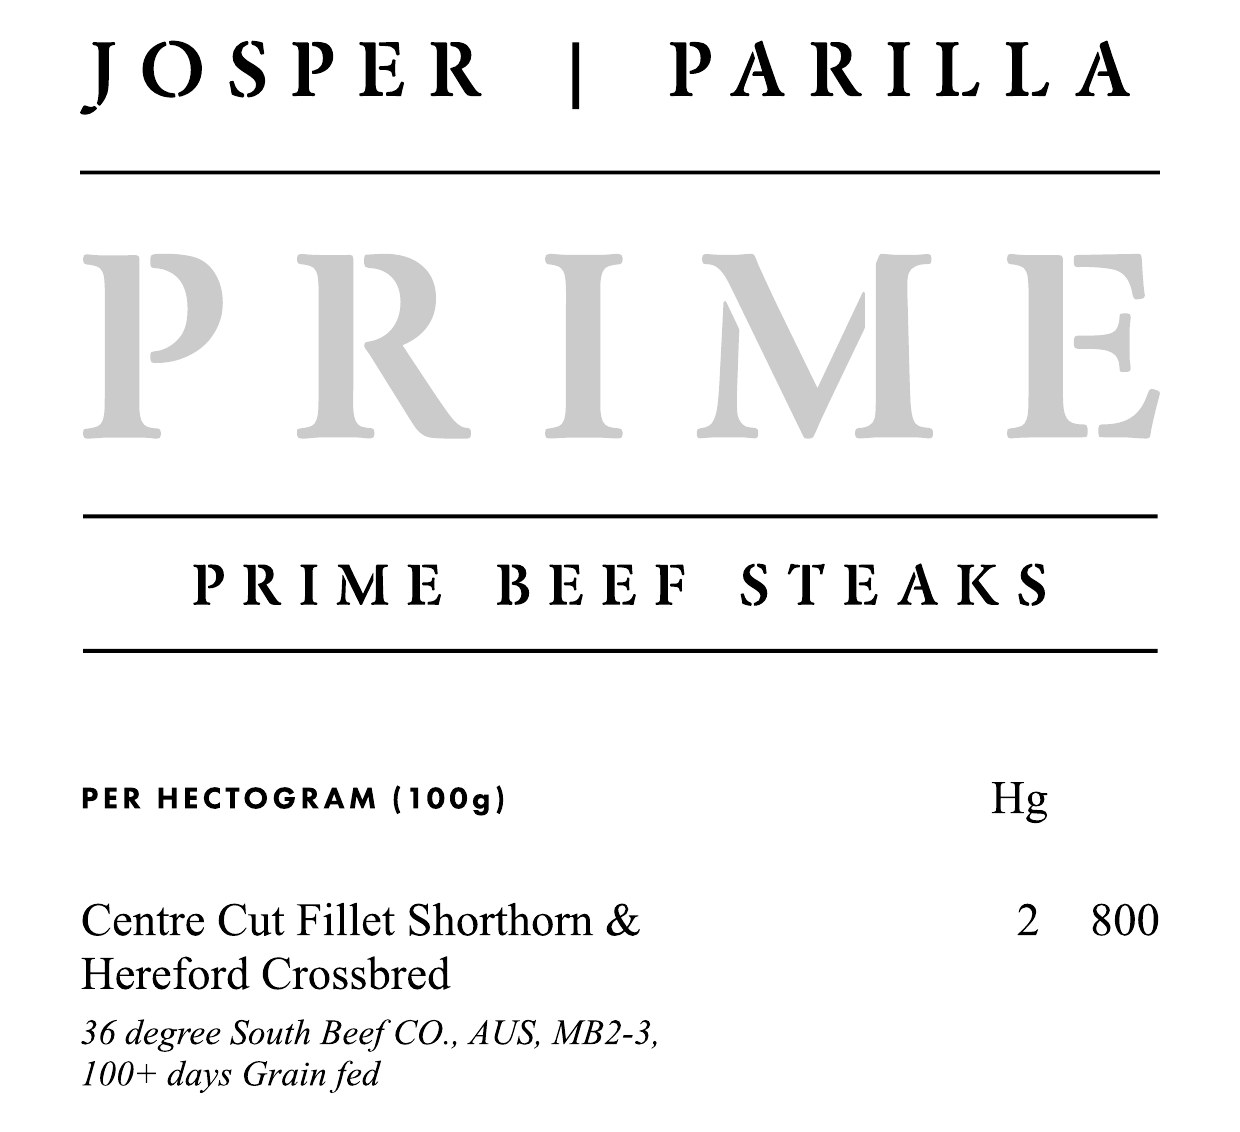 JOSPER | PARILLA
PRIME
PRIME BEEF STEAKS
PER HECTOGRAM (100g) Hg
Centre Cut Fillet Shorthorn & 2 800
Hereford Crossbred
36 degree South Beef CO., AUS, MB2-3,
100+ days Grain fed